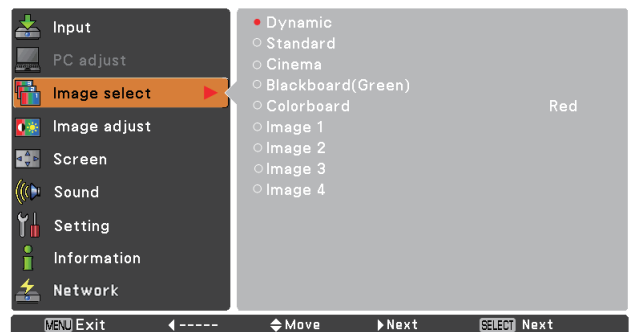 Input
PC adjust
Image select
Image adjust
Screen
Sound
Setting
Information
Network
Dynamic
Standard
Cinema
Blackboard(Green)
Colorboard Red
Image 1
Image 2
Image 3
Image 4
MENU Exit ----- Move Next SELECT Next